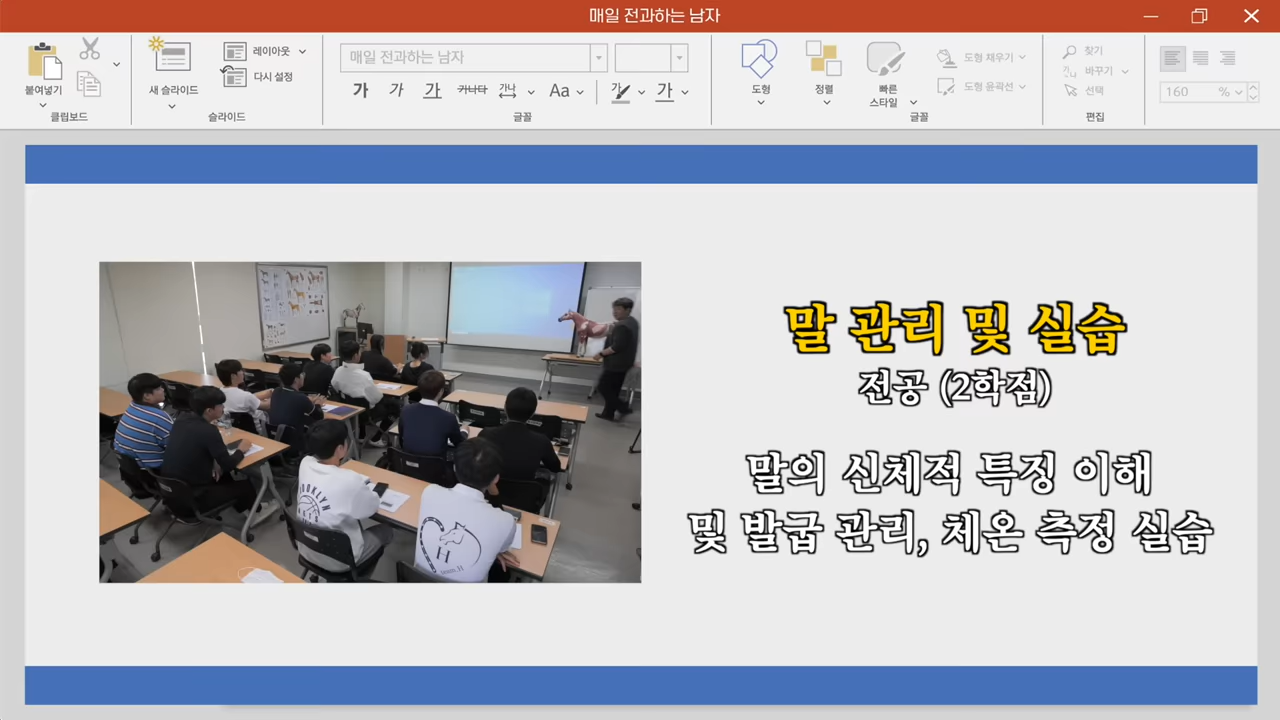 매일 전과하는 남자
붙여넣기
클립보드
새 슬라이드
레이아웃
다시 설정
슬라이드
매일 전과하는 남자
가 가 가 가나다 가나 Aa 가 가
글꼴
도형
정렬
빠른
스타일
도형 채우기
도형 윤곽선
글꼴
찾기
바꾸기
선택
편집
160 %
말 관리 및 실습
전공 (2학점)
말의 신체적 특징 이해
및 발굽 관리, 체온 측정 실습
BROOKLYN
H